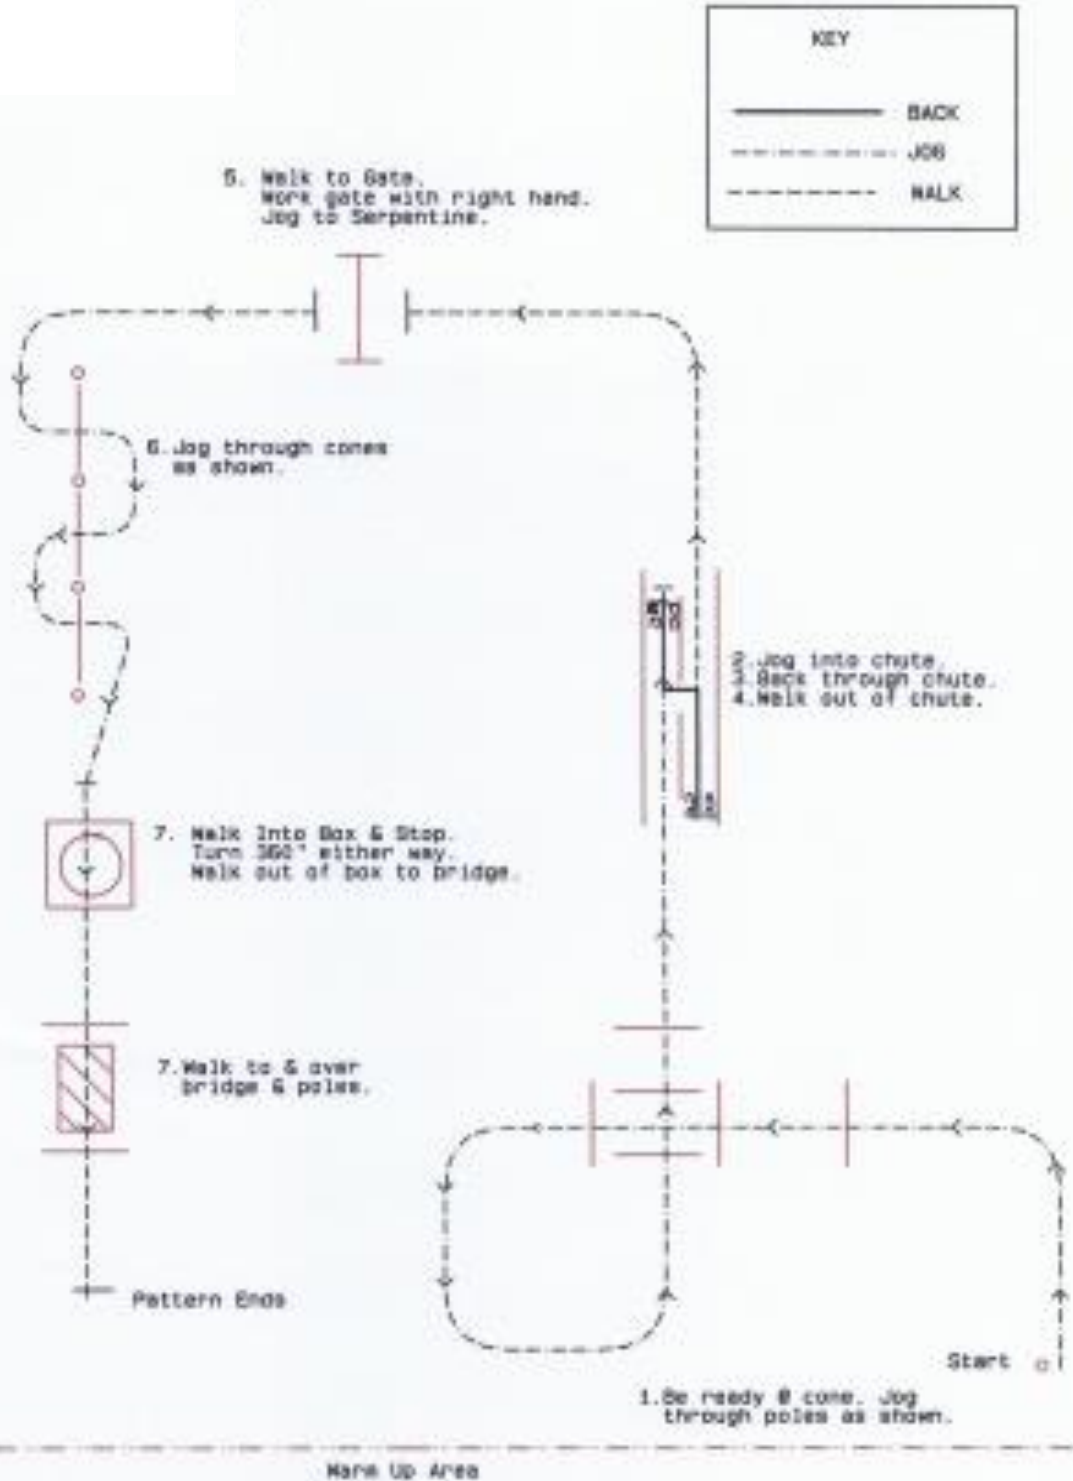 KEY
BACK
JOG
WALK
5. Walk to Gate.
Work gate with right hand.
Jog to Serpentine.
6.Jog through cones
as shown.
2.Jog into chute.
3.Back through chute.
4.Walk out of chute.
7. Walk Into Box & Stop.
Turn 360° either way.
Walk out of box to bridge.
7.Walk to & over
bridge & poles.
Pattern Ends
Start
1.Be ready @ cone. Jog
through poles as shown.
Warm Up Area